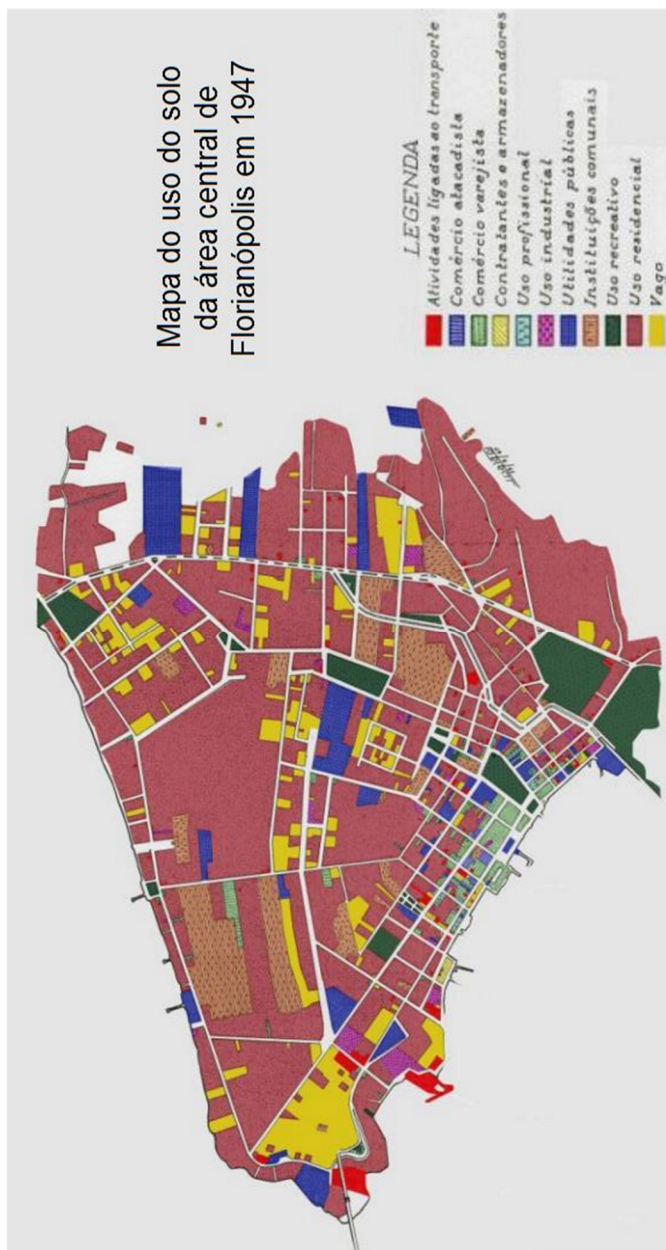 Mapa do uso do solo
da área central de
Florianópolis em 1947
LEGENDA
Atividades ligadas ao transporte
Comércio atacadista
Comércio varejista
Contratantes e armazenadores
Uso profissional
Uso industrial
Utilidades públicas
Instituições comunais
Uso recreativo
Uso residencial
Vago